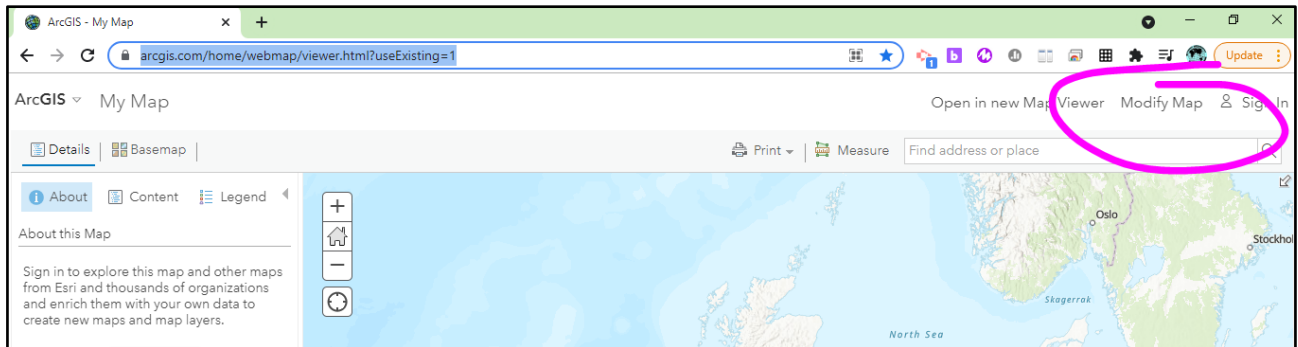 ArcGIS - My Map
arcgis.com/home/webmap/viewer.html?useExisting=1
1
b
Update
ArcGIS My Map
Open in new Map Viewer Modify Map Sign In
Details Basemap
Print Measure Find address or place
About Content Legend
About this Map
Sign in to explore this map and other maps
from Esri and thousands of organizations
and enrich them with your own data to
create new maps and map layers.
Oslo
Stockhol
Skagerrak
North Sea